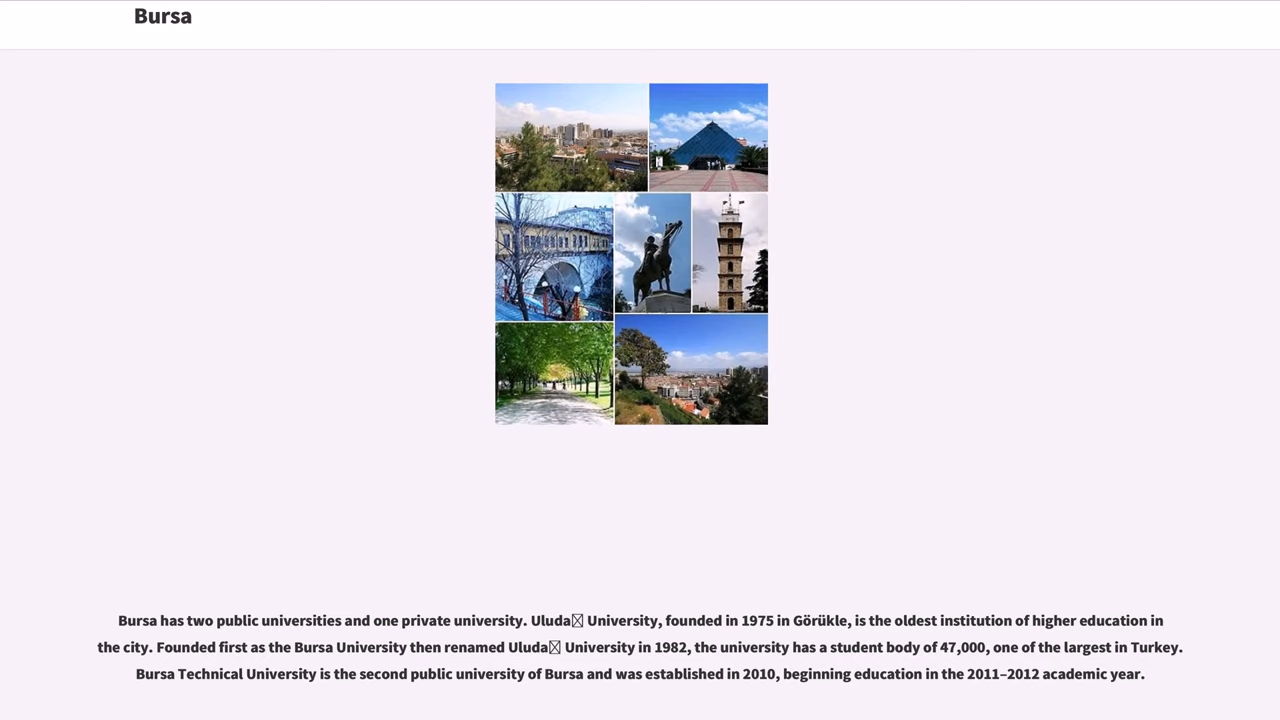 Bursa
Bursa has two public universities and one private university. Uluda☒ University, founded in 1975 in Görükle, is the oldest institution of higher education in
the city. Founded first as the Bursa University then renamed Uluda☒ University in 1982, the university has a student body of 47,000, one of the largest in Turkey.
Bursa Technical University is the second public university of Bursa and was established in 2010, beginning education in the 2011–2012 academic year.